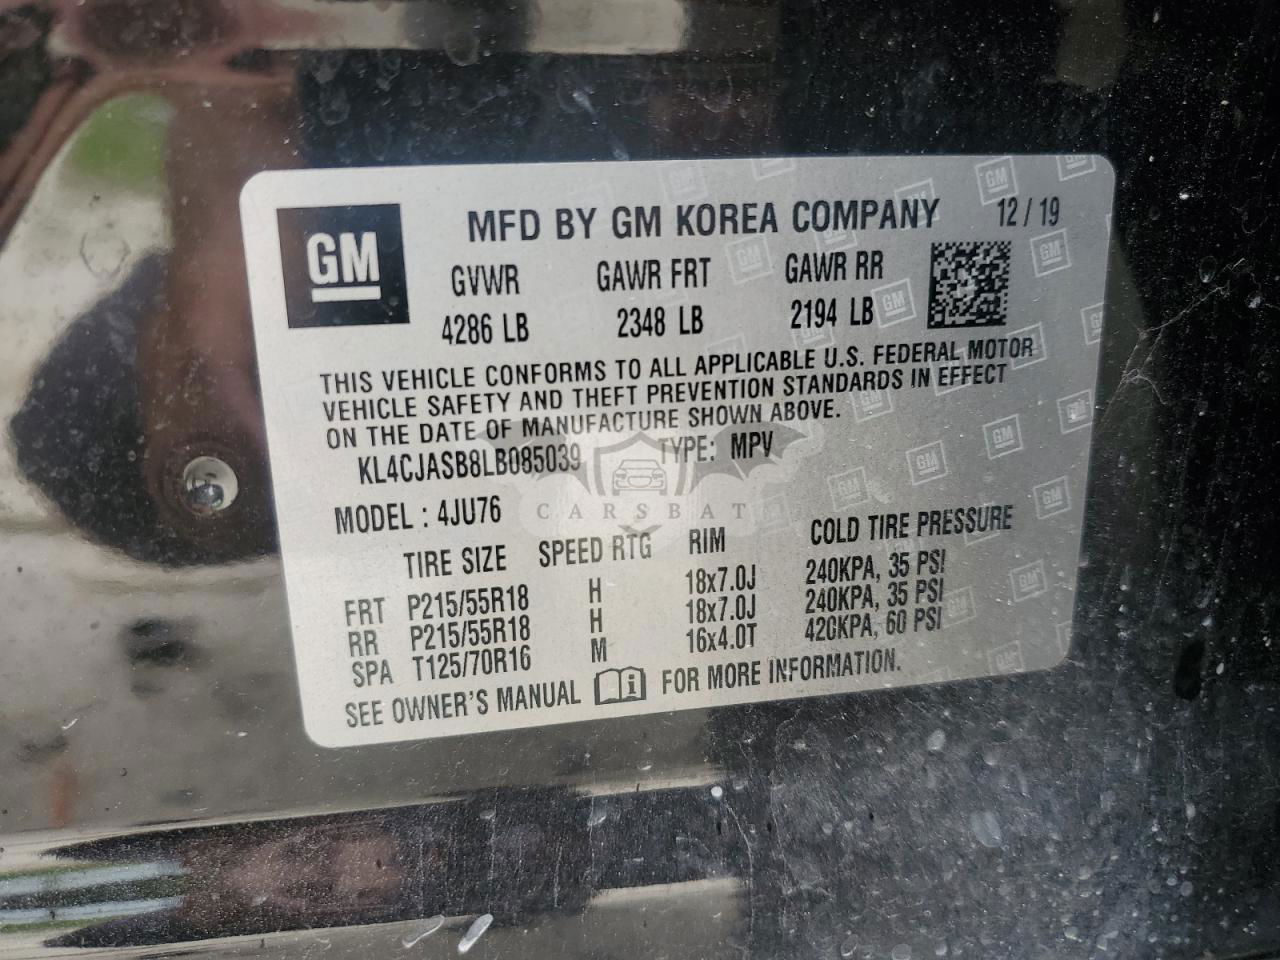 GM
MFD BY GM KOREA COMPANY 12 / 19
GVWR GAWR FRT GAWR RR
4286 LB 2348 LB 2194 LB
THIS VEHICLE CONFORMS TO ALL APPLICABLE U.S. FEDERAL MOTOR
VEHICLE SAFETY AND THEFT PREVENTION STANDARDS IN EFFECT
ON THE DATE OF MANUFACTURE SHOWN ABOVE.
KL4CJASB8LB085039 TYPE: MPV
CARSBAT
MODEL : 4JU76
TIRE SIZE SPEED RTG RIM COLD TIRE PRESSURE
FRT P215/55R18 H 18x7.0J 240KPA, 35 PSI
RR P215/55R18 H 18x7.0J 240KPA, 35 PSI
SPA T125/70R16 M 16x4.0T 420KPA, 60 PSI
SEE OWNER'S MANUAL i FOR MORE INFORMATION.